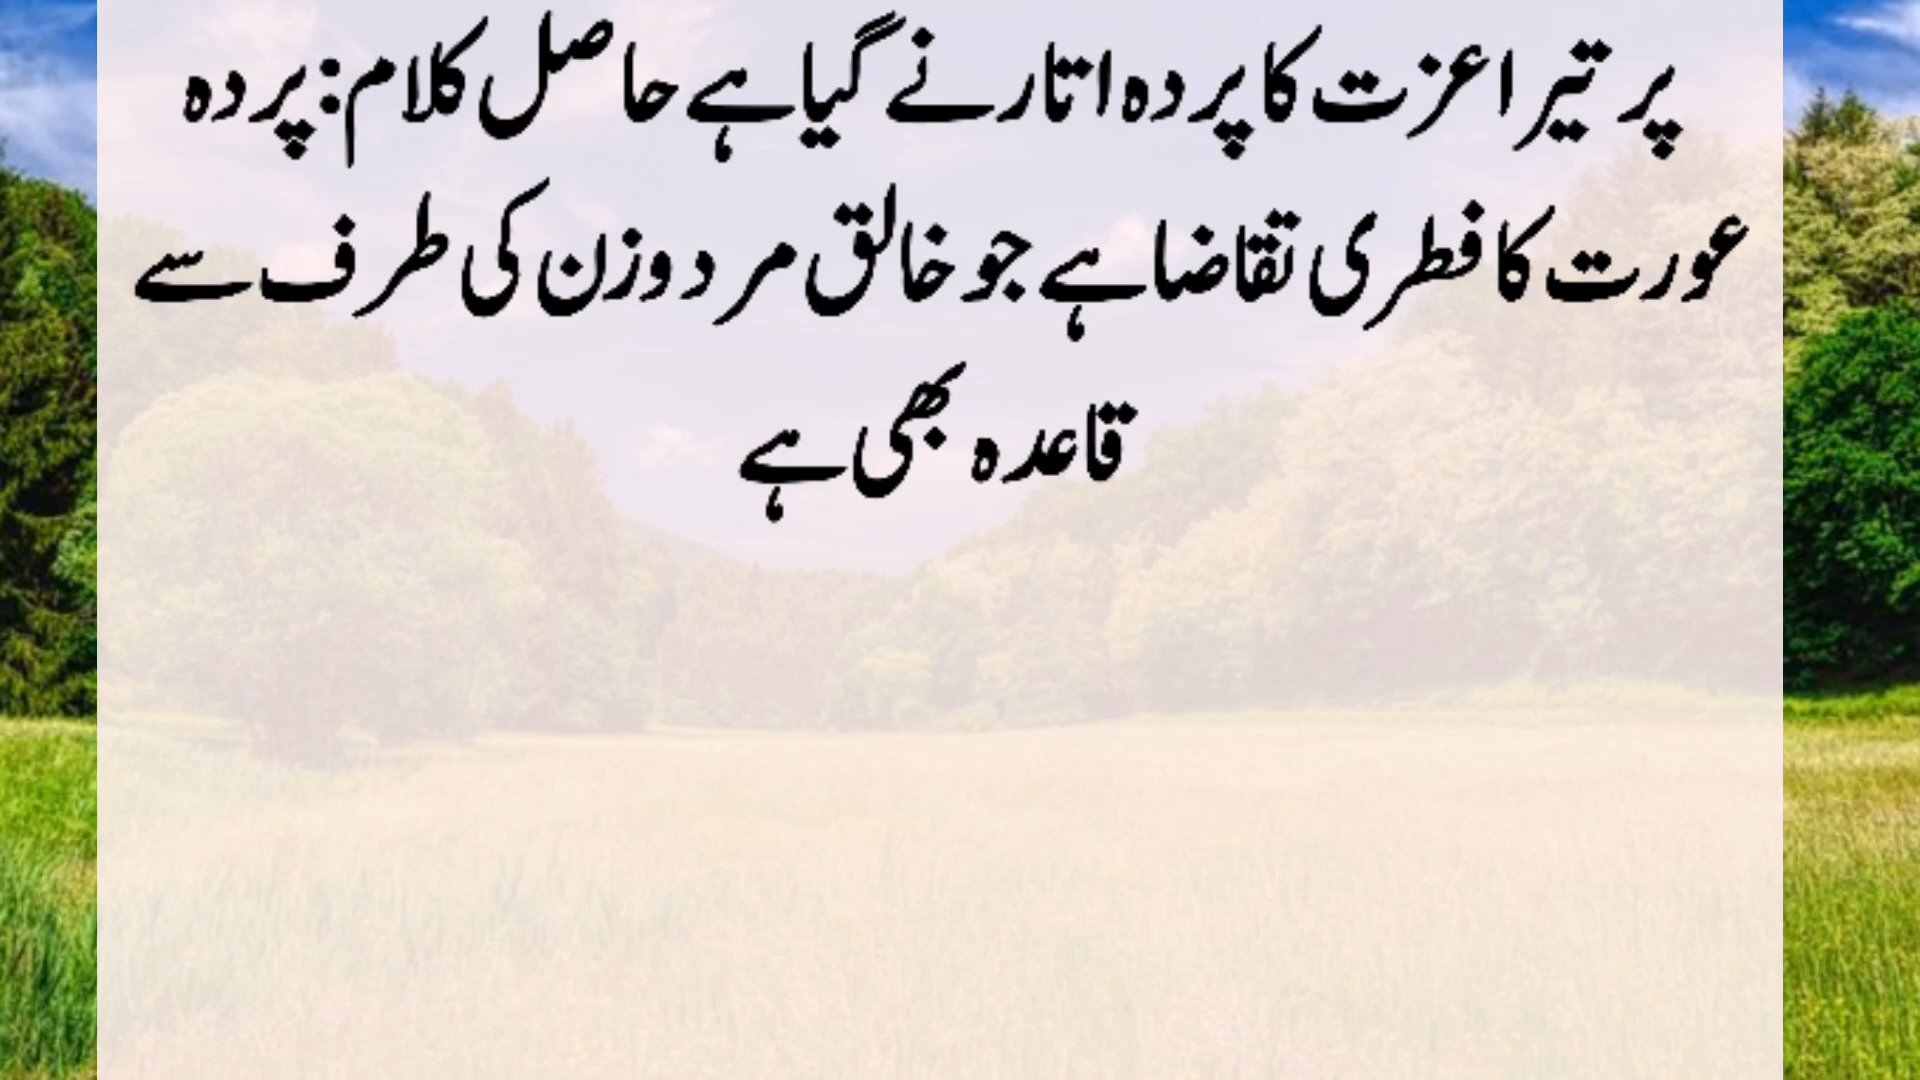 پر تیرا عزت کا پردہ اتارنے گیا ہے حاصل کلام: پردہ
عورت کا فطری تقاضا ہے جو خالق مرد وزن کی طرف سے
قاعدہ بھی ہے